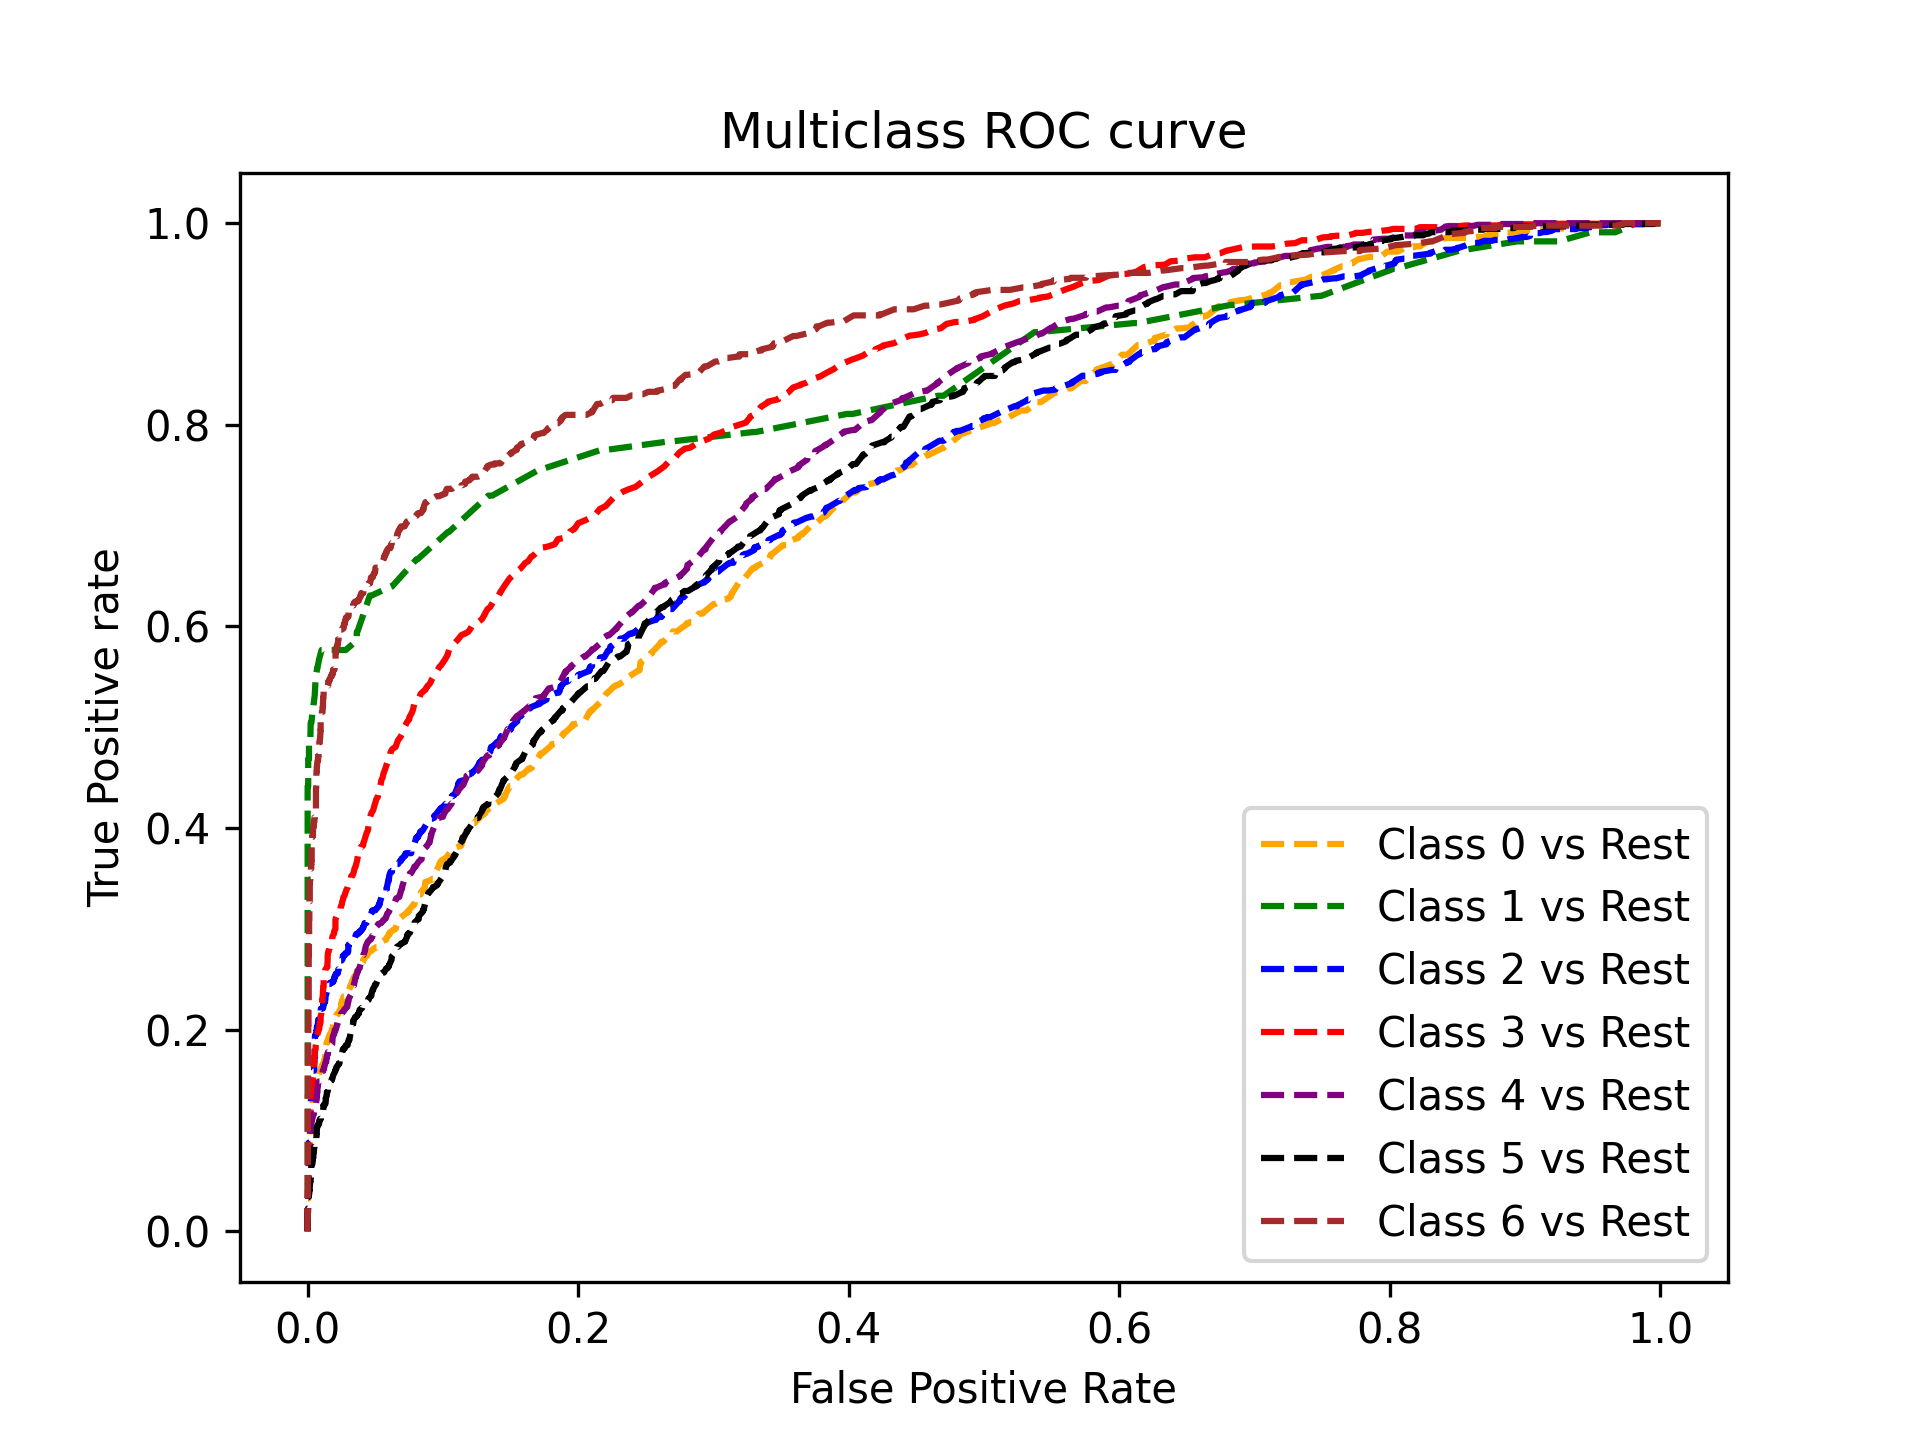 Multiclass ROC curve
True Positive rate
1.0
0.8
0.6
0.4
0.2
0.0
Class 0 vs Rest
Class 1 vs Rest
Class 2 vs Rest
Class 3 vs Rest
Class 4 vs Rest
Class 5 vs Rest
Class 6 vs Rest
0.0 0.2 0.4 0.6 0.8 1.0
False Positive Rate